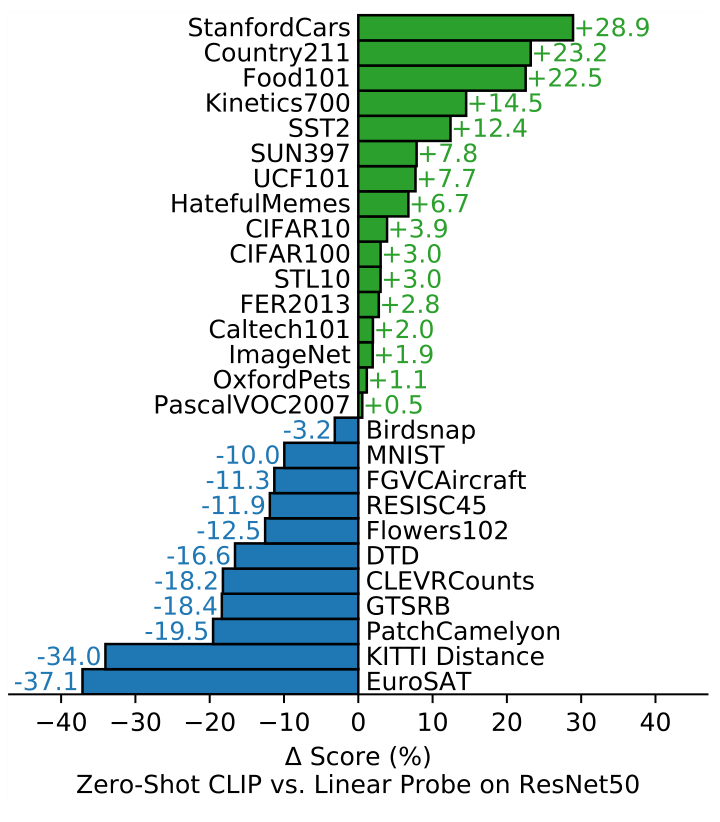 StanfordCars +28.9
Country211 +23.2
Food101 +22.5
Kinetics700 +14.5
SST2 +12.4
SUN397 +7.8
UCF101 +7.7
HatefulMemes +6.7
CIFAR10 +3.9
CIFAR100 +3.0
STL10 +3.0
FER2013 +2.8
Caltech101 +2.0
ImageNet +1.9
OxfordPets +1.1
PascalVOC2007 +0.5
-3.2 Birdsnap
-10.0 MNIST
-11.3 FGVCAircraft
-11.9 RESISC45
-12.5 Flowers102
-16.6 DTD
-18.2 CLEVRCounts
-18.4 GTSRB
-19.5 PatchCamelyon
-34.0 KITTI Distance
-37.1 EuroSAT
−40 −30 −20 −10 0 10 20 30 40
Δ Score (%)
Zero-Shot CLIP vs. Linear Probe on ResNet50